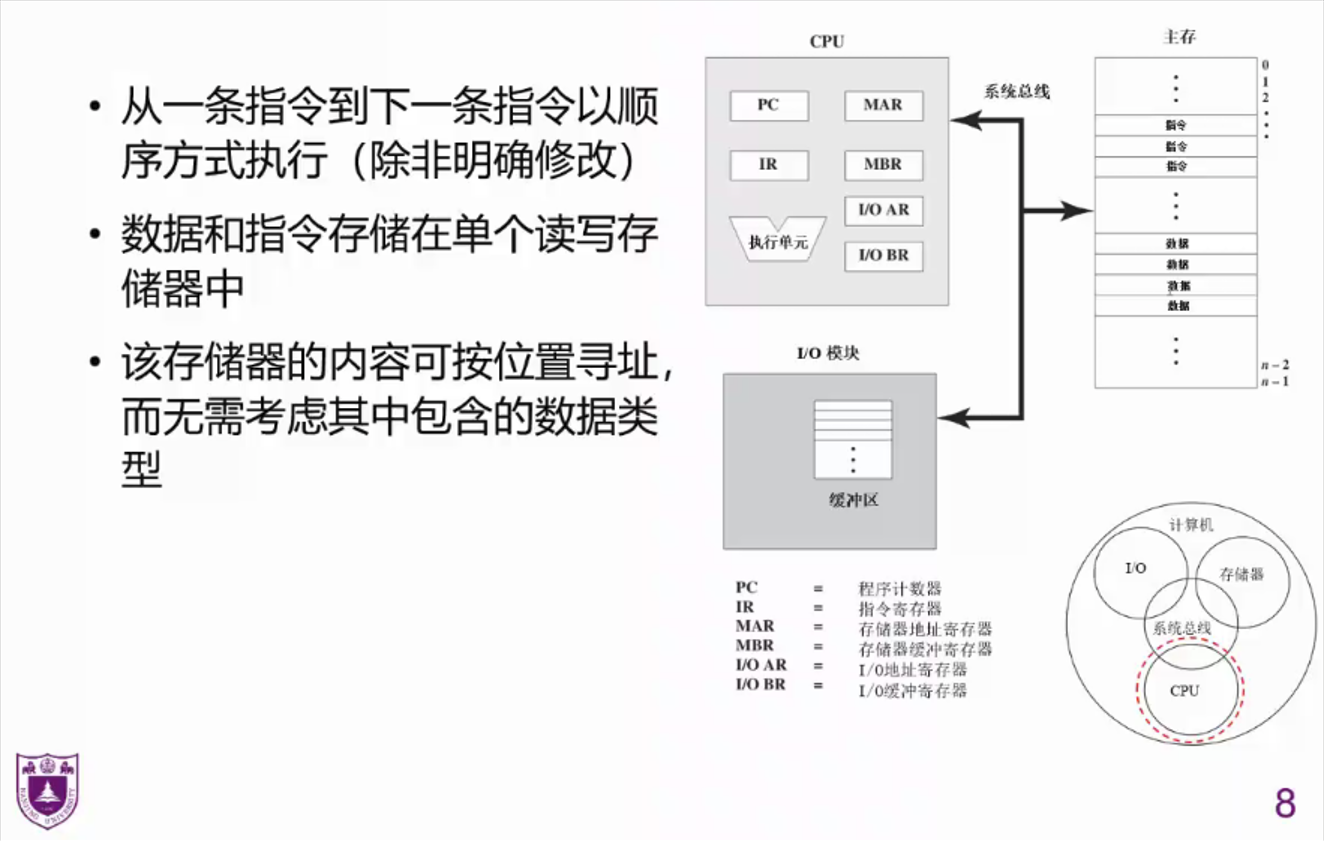 • 从一条指令到下一条指令以顺
序方式执行（除非明确修改）
• 数据和指令存储在单个读写存
储器中
• 该存储器的内容可按位置寻址，
而无需考虑其中包含的数据类
型
CPU
PC
MAR
IR
MBR
I/O AR
执行单元
I/O BR
系统总线
主存
0
1
2
指令
指令
指令
数据
数据
数据
数据
n – 2
n – 1
I/O 模块
缓冲区
PC = 程序计数器
IR = 指令寄存器
MAR = 存储器地址寄存器
MBR = 存储器缓冲寄存器
I/O AR = I/O地址寄存器
I/O BR = I/O缓冲寄存器
计算机
I/O
存储器
系统总线
CPU
NANJING UNIVERSITY
8